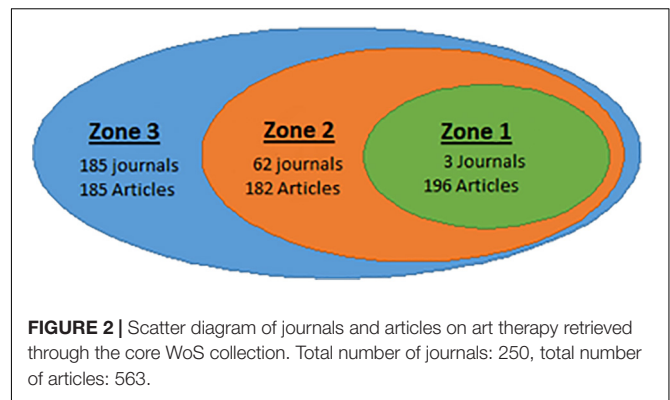 Zone 3
185 journals
185 Articles
Zone 2
62 journals
182 Articles
Zone 1
3 Journals
196 Articles
FIGURE 2 | Scatter diagram of journals and articles on art therapy retrieved
through the core WoS collection. Total number of journals: 250, total number
of articles: 563.